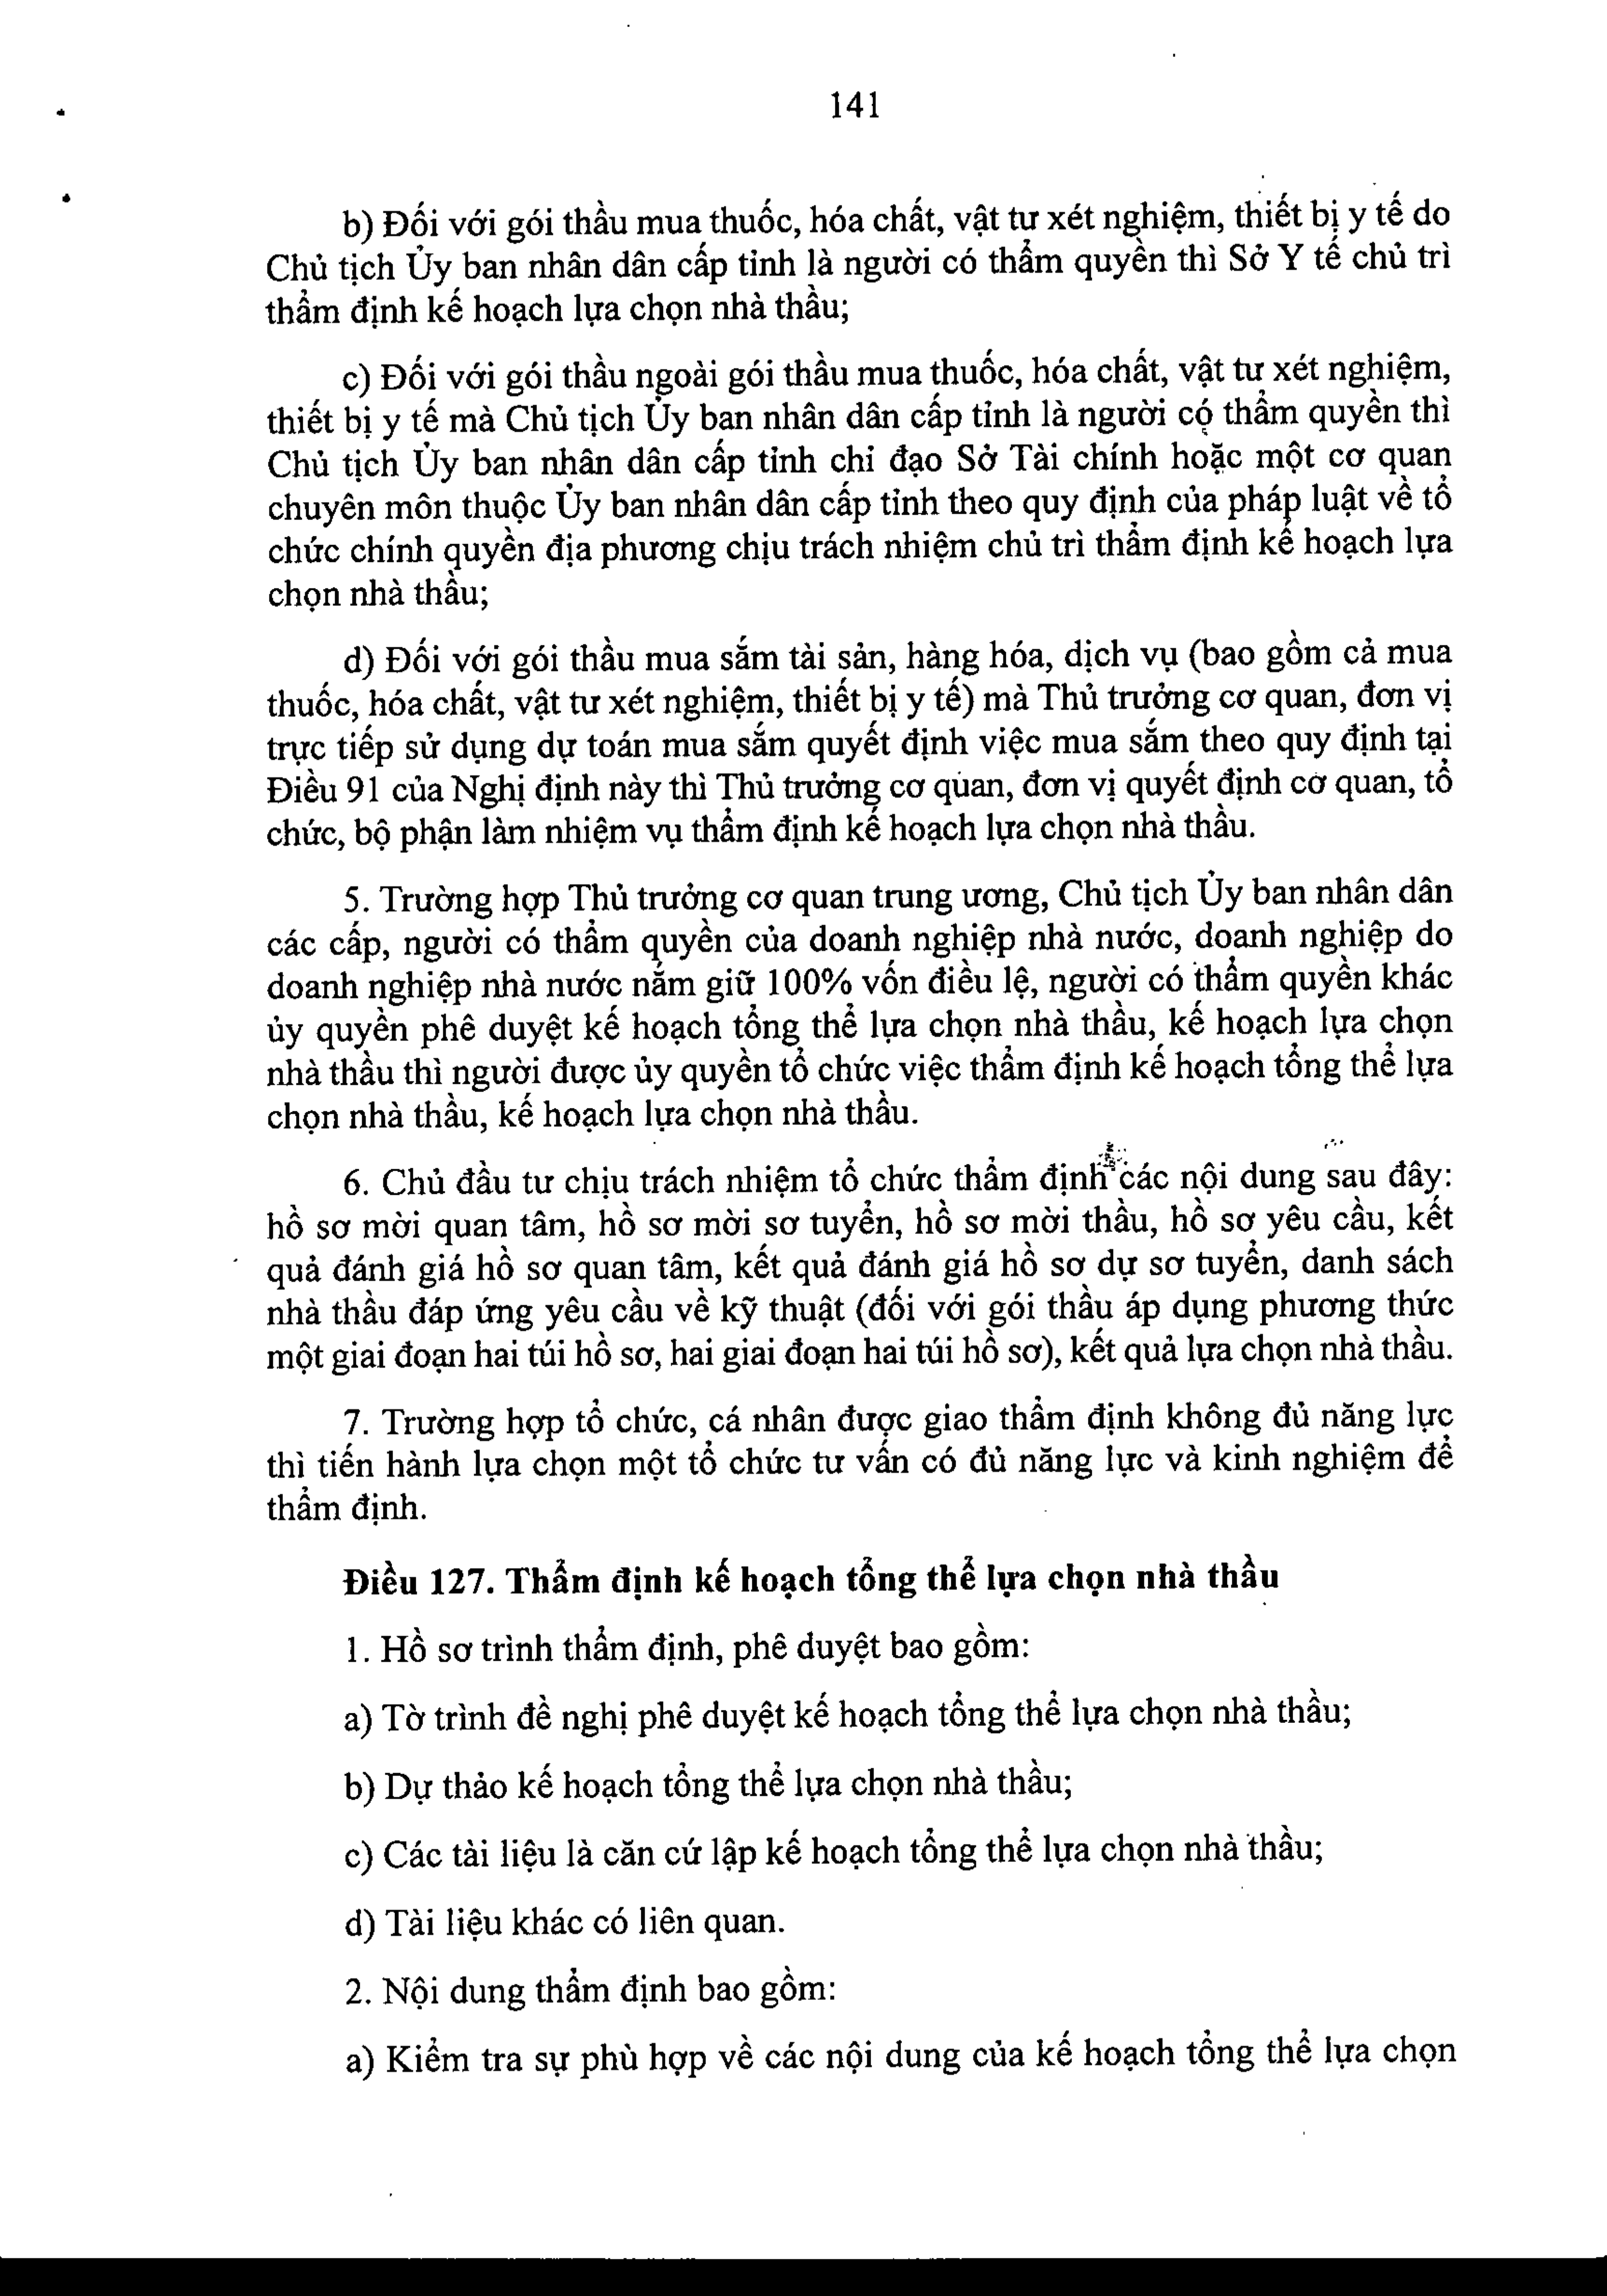 141
b) Đối với gói thầu mua thuốc, hóa chất, vật tư xét nghiệm, thiết bị y tế do
Chủ tịch Ủy ban nhân dân cấp tỉnh là người có thẩm quyền thì Sở Y tế chủ trì
thẩm định kế hoạch lựa chọn nhà thầu;
c) Đối với gói thầu ngoài gói thầu mua thuốc, hóa chất, vật tư xét nghiệm,
thiết bị y tế mà Chủ tịch Ủy ban nhân dân cấp tỉnh là người có thẩm quyền thì
Chủ tịch Ủy ban nhân dân cấp tỉnh chỉ đạo Sở Tài chính hoặc một cơ quan
chuyên môn thuộc Ủy ban nhân dân cấp tỉnh theo quy định của pháp luật về tổ
chức chính quyền địa phương chịu trách nhiệm chủ trì thẩm định kế hoạch lựa
chọn nhà thầu;
d) Đối với gói thầu mua sắm tài sản, hàng hóa, dịch vụ (bao gồm cả mua
thuốc, hóa chất, vật tư xét nghiệm, thiết bị y tế) mà Thủ trưởng cơ quan, đơn vị
trực tiếp sử dụng dự toán mua sắm quyết định việc mua sắm theo quy định tại
Điều 91 của Nghị định này thì Thủ trưởng cơ quan, đơn vị quyết định cơ quan, tổ
chức, bộ phận làm nhiệm vụ thẩm định kế hoạch lựa chọn nhà thầu.
5. Trường hợp Thủ trưởng cơ quan trung ương, Chủ tịch Ủy ban nhân dân
các cấp, người có thẩm quyền của doanh nghiệp nhà nước, doanh nghiệp do
doanh nghiệp nhà nước nắm giữ 100% vốn điều lệ, người có thẩm quyền khác
ủy quyền phê duyệt kế hoạch tổng thể lựa chọn nhà thầu, kế hoạch lựa chọn
nhà thầu thì người được ủy quyền tổ chức việc thẩm định kế hoạch tổng thể lựa
chọn nhà thầu, kế hoạch lựa chọn nhà thầu.
6. Chủ đầu tư chịu trách nhiệm tổ chức thẩm định các nội dung sau đây:
hồ sơ mời quan tâm, hồ sơ mời sơ tuyển, hồ sơ mời thầu, hồ sơ yêu cầu, kết
quả đánh giá hồ sơ quan tâm, kết quả đánh giá hồ sơ dự sơ tuyển, danh sách
nhà thầu đáp ứng yêu cầu về kỹ thuật (đối với gói thầu áp dụng phương thức
một giai đoạn hai túi hồ sơ, hai giai đoạn hai túi hồ sơ), kết quả lựa chọn nhà thầu.
7. Trường hợp tổ chức, cá nhân được giao thẩm định không đủ năng lực
thì tiến hành lựa chọn một tổ chức tư vấn có đủ năng lực và kinh nghiệm để
thẩm định.
Điều 127. Thẩm định kế hoạch tổng thể lựa chọn nhà thầu
1. Hồ sơ trình thẩm định, phê duyệt bao gồm:
a) Tờ trình đề nghị phê duyệt kế hoạch tổng thể lựa chọn nhà thầu;
b) Dự thảo kế hoạch tổng thể lựa chọn nhà thầu;
c) Các tài liệu là căn cứ lập kế hoạch tổng thể lựa chọn nhà thầu;
d) Tài liệu khác có liên quan.
2. Nội dung thẩm định bao gồm:
a) Kiểm tra sự phù hợp về các nội dung của kế hoạch tổng thể lựa chọn